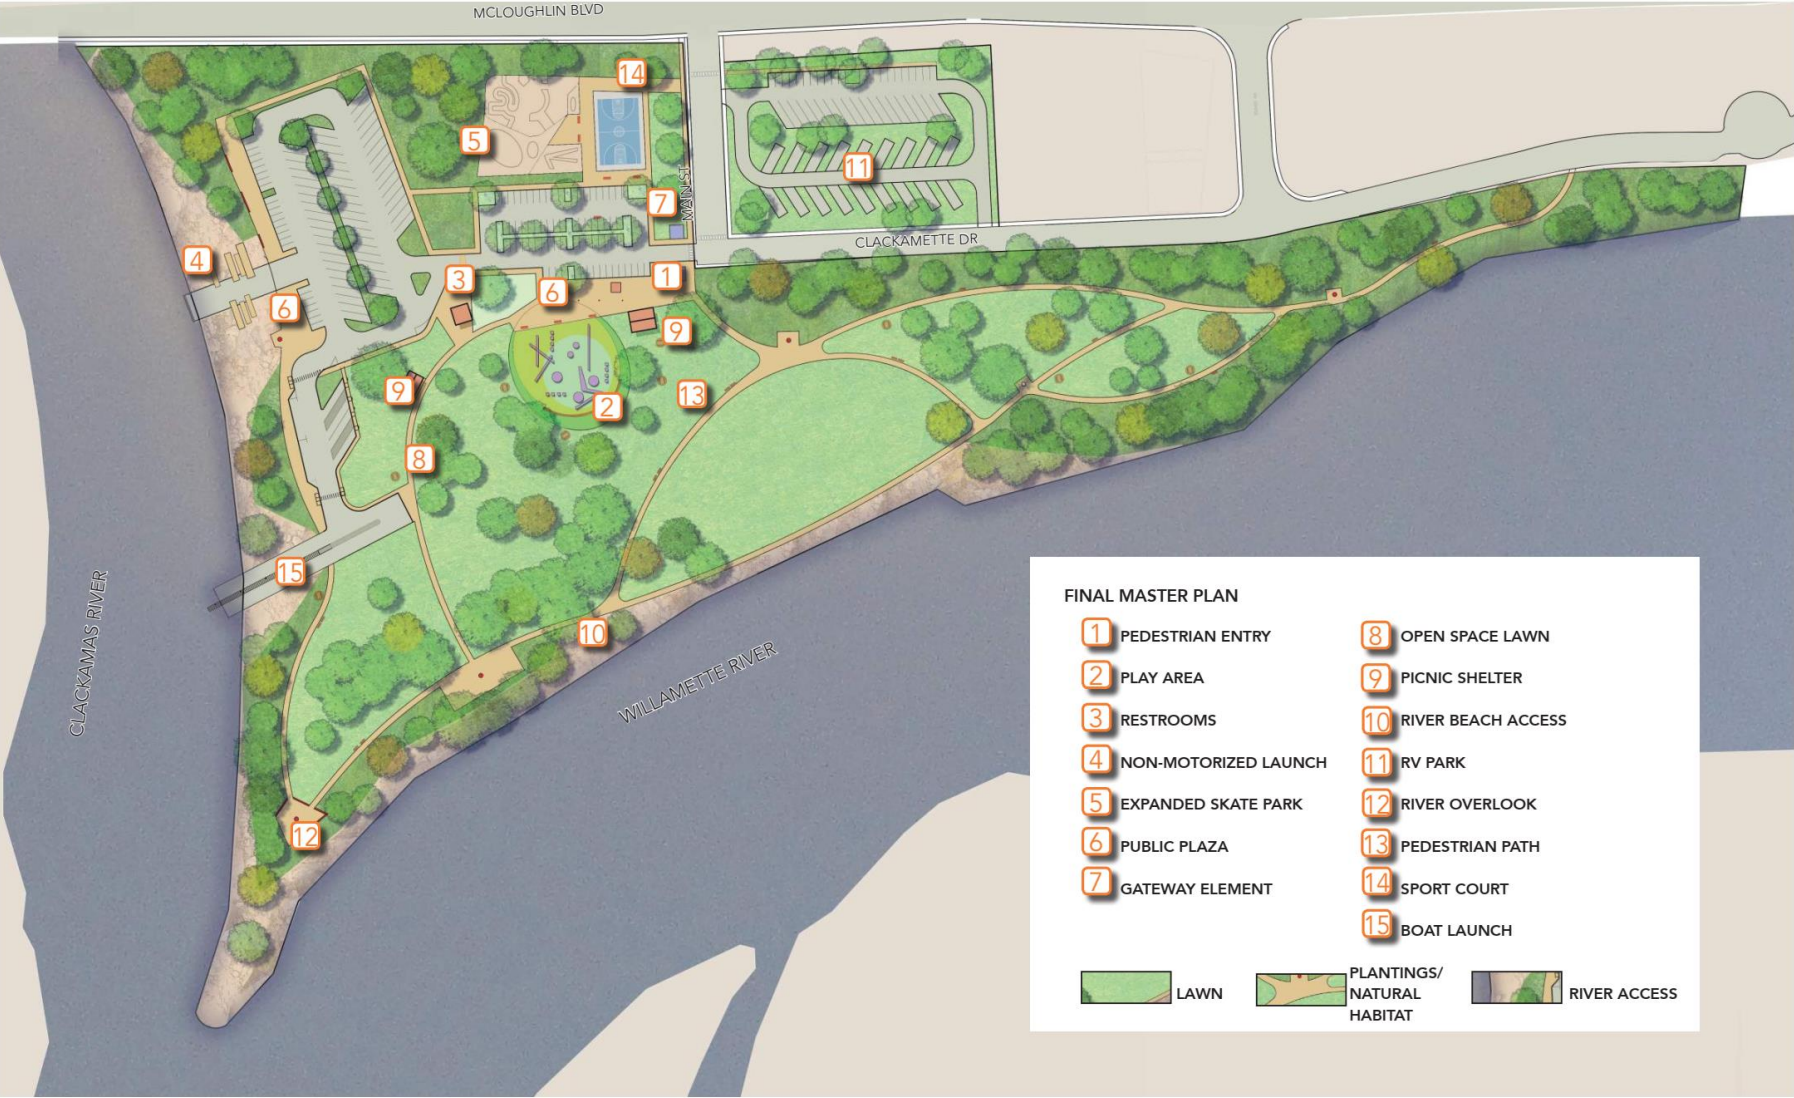 MCLOUGHLIN BLVD
14
5
11
7
MAIN ST
CLACKAMETTE DR
4
3
1
6
6
9
9
13
2
8
15
10
CLACKAMAS RIVER
WILLAMETTE RIVER
12
FINAL MASTER PLAN
1 PEDESTRIAN ENTRY
2 PLAY AREA
3 RESTROOMS
4 NON-MOTORIZED LAUNCH
5 EXPANDED SKATE PARK
6 PUBLIC PLAZA
7 GATEWAY ELEMENT
8 OPEN SPACE LAWN
9 PICNIC SHELTER
10 RIVER BEACH ACCESS
11 RV PARK
12 RIVER OVERLOOK
13 PEDESTRIAN PATH
14 SPORT COURT
15 BOAT LAUNCH
LAWN
PLANTINGS/
NATURAL
HABITAT
RIVER ACCESS